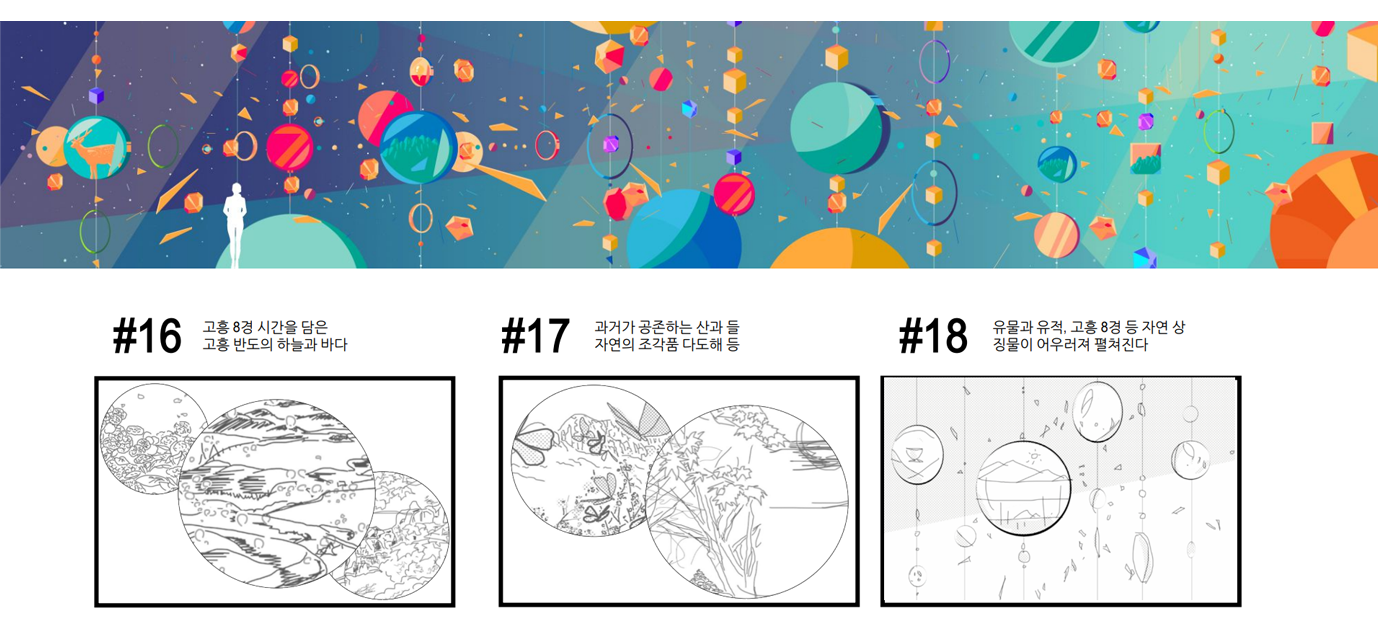 #16
고흥 8경 시간을 담은
고흥 반도의 하늘과 바다
#17
과거가 공존하는 산과 들
자연의 조각품 다도해 등
#18
유물과 유적, 고흥 8경 등 자연 상
징물이 어우러져 펼쳐진다